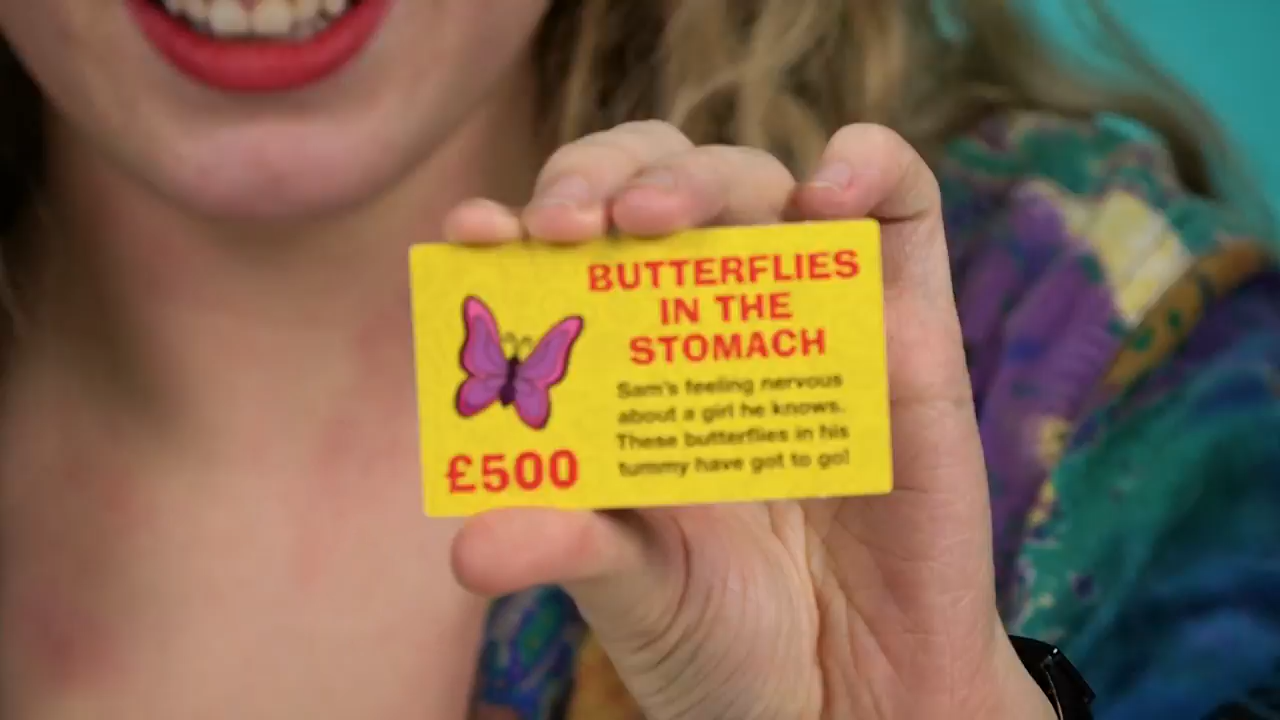 BUTTERFLIES
IN THE
STOMACH
Sam's feeling nervous
about a girl he knows.
These butterflies in his
tummy have got to go!
£500